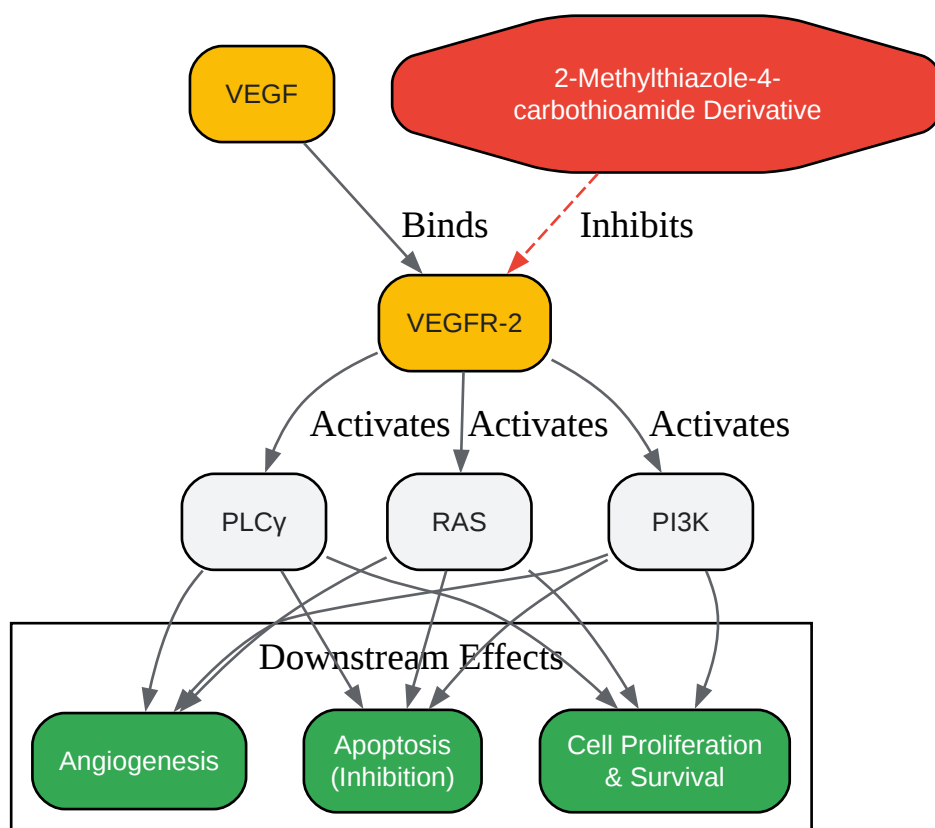 VEGF
2-Methylthiazole-4-
carbothioamide Derivative
Binds
Inhibits
VEGFR-2
Activates
Activates
Activates
PLCγ
RAS
PI3K
Downstream Effects
Angiogenesis
Apoptosis
(Inhibition)
Cell Proliferation
& Survival